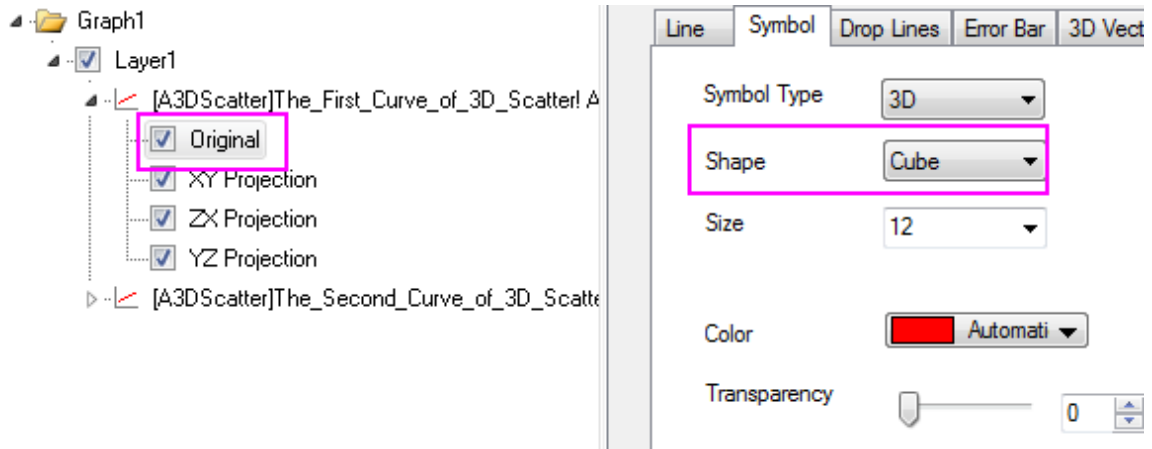 Graph1
Layer1
[A3DScatter]The_First_Curve_of_3D_Scatter! A
Original
XY Projection
ZX Projection
YZ Projection
[A3DScatter]The_Second_Curve_of_3D_Scatte
Line Symbol Drop Lines Error Bar 3D Vect
Symbol Type 3D
Shape Cube
Size 12
Color Automati
Transparency 0